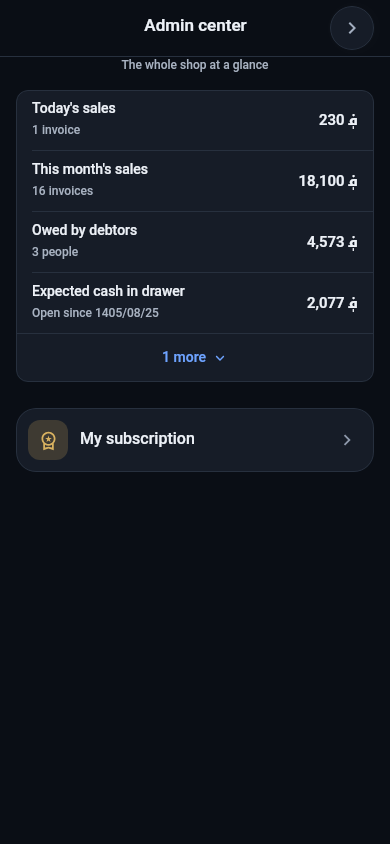 Admin center
The whole shop at a glance
Today's sales
1 invoice
230 ؋
This month's sales
16 invoices
18,100 ؋
Owed by debtors
3 people
4,573 ؋
Expected cash in drawer
Open since 1405/08/25
2,077 ؋
1 more
My subscription